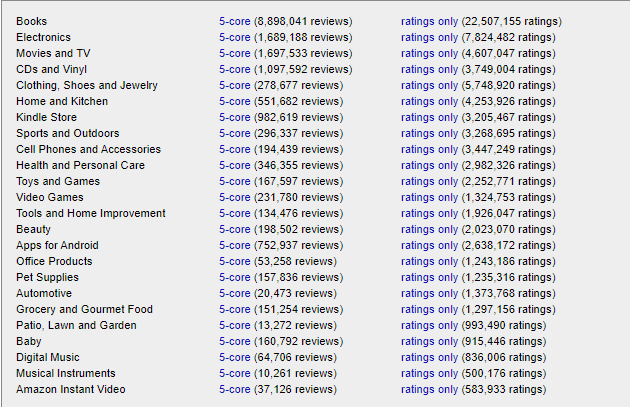 Books 5-core (8,898,041 reviews) ratings only (22,507,155 ratings)
Electronics 5-core (1,689,188 reviews) ratings only (7,824,482 ratings)
Movies and TV 5-core (1,697,533 reviews) ratings only (4,607,047 ratings)
CDs and Vinyl 5-core (1,097,592 reviews) ratings only (3,749,004 ratings)
Clothing, Shoes and Jewelry 5-core (278,677 reviews) ratings only (5,748,920 ratings)
Home and Kitchen 5-core (551,682 reviews) ratings only (4,253,926 ratings)
Kindle Store 5-core (982,619 reviews) ratings only (3,205,467 ratings)
Sports and Outdoors 5-core (296,337 reviews) ratings only (3,268,695 ratings)
Cell Phones and Accessories 5-core (194,439 reviews) ratings only (3,447,249 ratings)
Health and Personal Care 5-core (346,355 reviews) ratings only (2,982,326 ratings)
Toys and Games 5-core (167,597 reviews) ratings only (2,252,771 ratings)
Video Games 5-core (231,780 reviews) ratings only (1,324,753 ratings)
Tools and Home Improvement 5-core (134,476 reviews) ratings only (1,926,047 ratings)
Beauty 5-core (198,502 reviews) ratings only (2,023,070 ratings)
Apps for Android 5-core (752,937 reviews) ratings only (2,638,172 ratings)
Office Products 5-core (53,258 reviews) ratings only (1,243,186 ratings)
Pet Supplies 5-core (157,836 reviews) ratings only (1,235,316 ratings)
Automotive 5-core (20,473 reviews) ratings only (1,373,768 ratings)
Grocery and Gourmet Food 5-core (151,254 reviews) ratings only (1,297,156 ratings)
Patio, Lawn and Garden 5-core (13,272 reviews) ratings only (993,490 ratings)
Baby 5-core (160,792 reviews) ratings only (915,446 ratings)
Digital Music 5-core (64,706 reviews) ratings only (836,006 ratings)
Musical Instruments 5-core (10,261 reviews) ratings only (500,176 ratings)
Amazon Instant Video 5-core (37,126 reviews) ratings only (583,933 ratings)